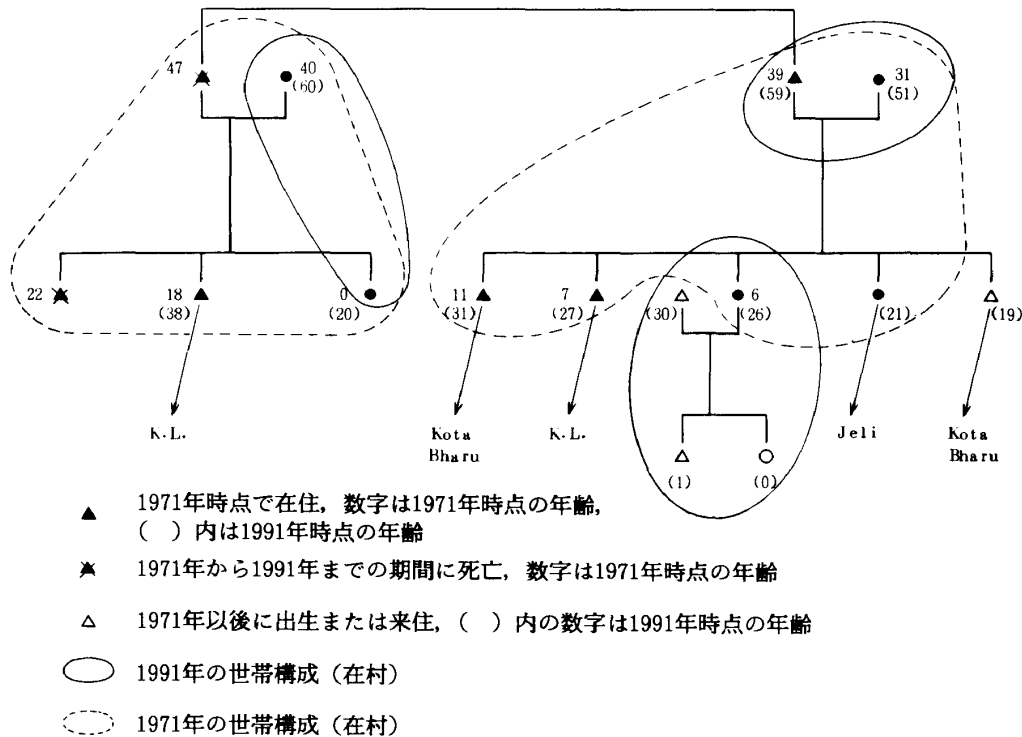 47
40
(60)
39
(59)
31
(51)
22
18
(38)
0
(20)
11
(31)
7
(27)
(30)
6
(26)
(21)
(19)
K.L.
Kota
Bharu
K.L.
Jeli
Kota
Bharu
(1)
(0)
▲ 1971年時点で在住，数字は1971年時点の年齢，
（　）内は1991年時点の年齢
1971年から1991年までの期間に死亡，数字は1971年時点の年齢
△ 1971年以後に出生または来住，（　）内の数字は1991年時点の年齢
1991年の世帯構成（在村）
1971年の世帯構成（在村）